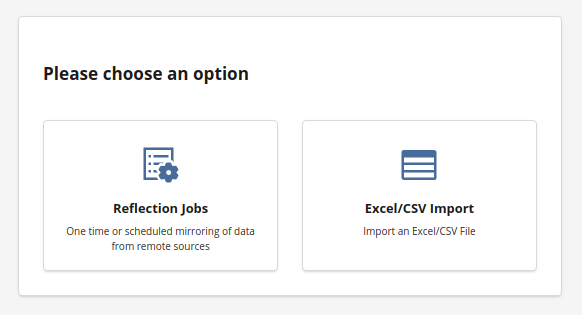 Please choose an option
Reflection Jobs
One time or scheduled mirroring of data
from remote sources
Excel/CSV Import
Import an Excel/CSV File